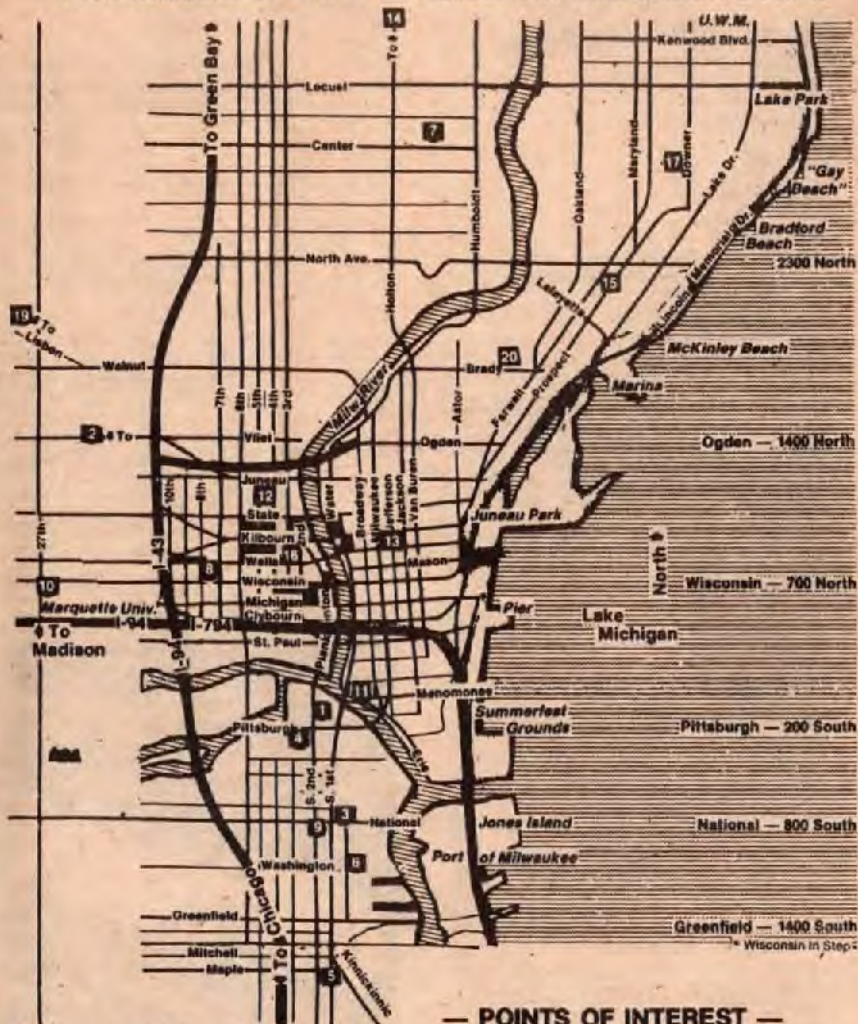 14
To
U.W.M.
Kenwood Blvd.
To Green Bay
Locust
Lake Park
7
Center
Maryland
17
Downer
Oakland
Lake Dr.
"Gay
Beach"
Humboldt
Bradford
Beach
North Ave.
2300 North
Holton
Lafayette
15
N. Lincoln Memorial Dr.
19
To
Lisbon
McKinley Beach
Walnut
20
Brady
Milw. River
Astor
Farwell
Prospect
Marina
7th
6th
5th
4th
3rd
2
To
Vliet
Ogden
Ogden — 1400 North
Juneau
12
10th
8th
State
Water
Broadway
Milwaukee
Jefferson
Jackson
Van Buren
Juneau Park
27th
I-43
Kilbourn
2nd
13
Wells
16
Mason
North
8
10
Wisconsin
Wisconsin — 700 North
Marquette Univ.
Michigan
Pier
Lake
Michigan
Clybourn
I-94
I-794
To
Madison
St. Paul
Plankinton
I-94
11
Menomonee
1
Summerfest
Grounds
Pittsburgh
4
Pittsburgh — 200 South
Erie
S. 2nd
S. 1st
3
9
National
Jones Island
National — 800 South
6
Washington
Port of Milwaukee
To Chicago
Greenfield
Greenfield — 1400 South
* Wisconsin In Step
Mitchell
Maple
5
Kinnickinnic
— POINTS OF INTEREST —